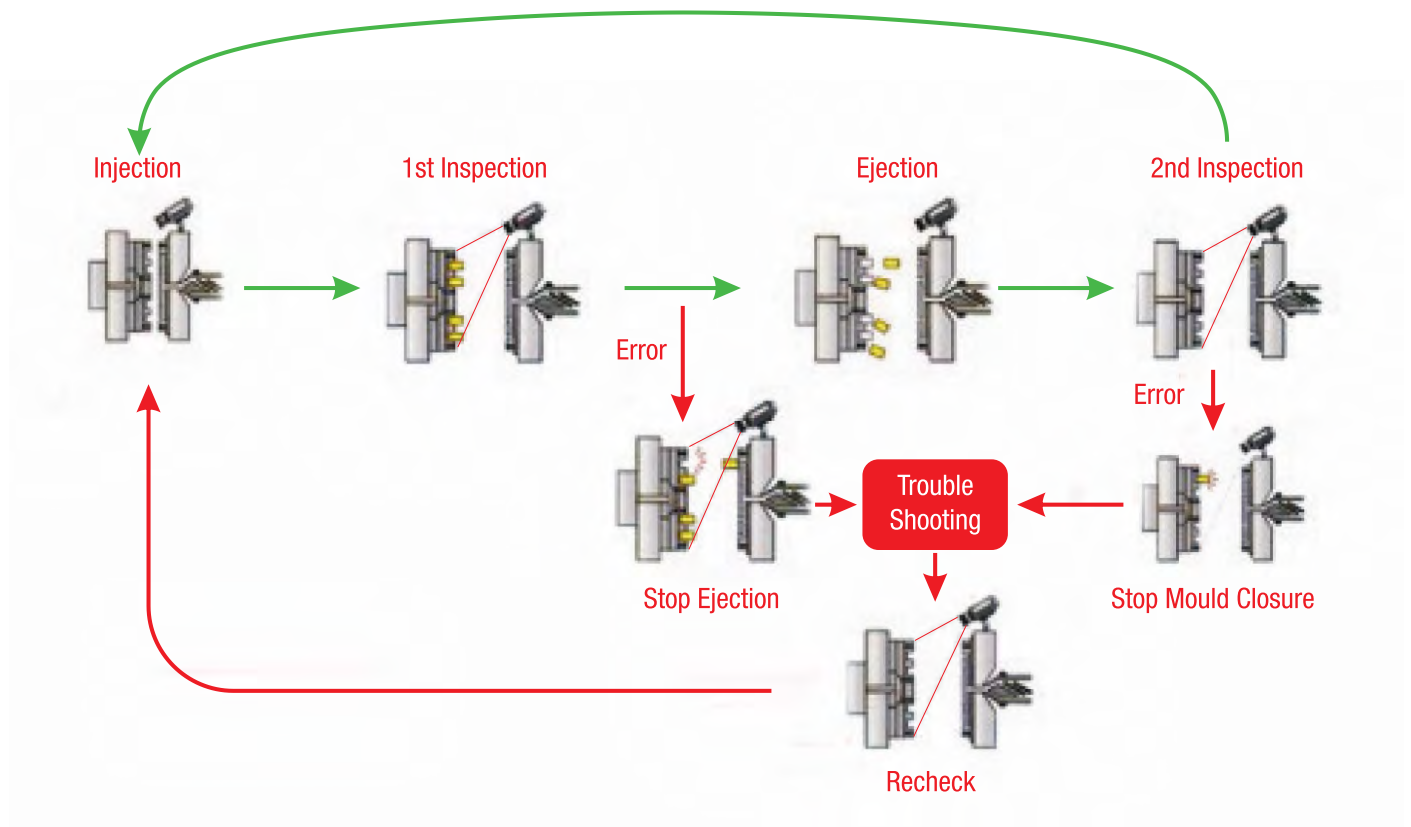 Injection
1st Inspection
Ejection
2nd Inspection
Error
Error
Trouble
Shooting
Stop Ejection
Stop Mould Closure
Recheck